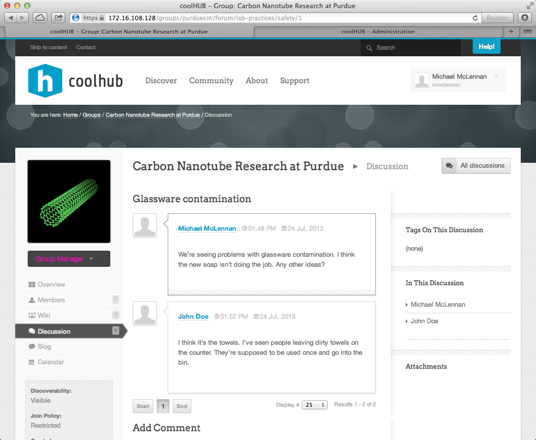 coolHUB – Group: Carbon Nanotube Research at Purdue
https 172.16.108.128/groups/purduecnt/forum/lab-practices/safety/1
Reader
coolHUB – Group: Carbon Nanotube Research at Purdue
coolHUB – Administration
Skip to content
Contact
Search
Help!
h coolhub
Discover
Community
About
Support
Michael McLennan
mmclennan
You are here: Home / Groups / Carbon Nanotube Research at Purdue / Discussion
Carbon Nanotube Research at Purdue ▸ Discussion
All discussions
Group Manager
Overview
Members
Wiki
Discussion
Blog
Calendar
Discoverability:
Visible
Join Policy:
Restricted
Glassware contamination
Michael McLennan 01:48 PM 24 Jul, 2013
We're seeing problems with glassware contamination. I think
the new soap isn't doing the job. Any other ideas?
John Doe 01:52 PM 24 Jul, 2013
I think it's the towels. I've seen people leaving dirty towels on
the counter. They're supposed to be used once and go into the
bin.
Start
1
End
Display # 25
Results 1 - 2 of 2
Add Comment
Tags On This Discussion
(none)
In This Discussion
Michael McLennan
John Doe
Attachments